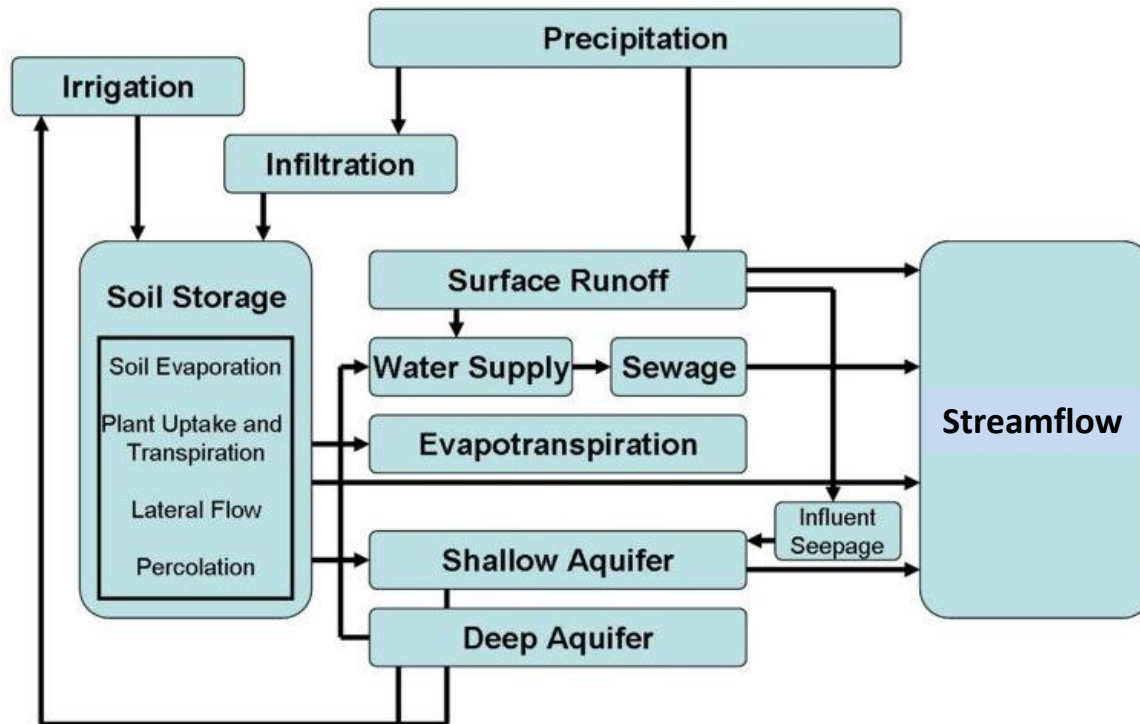 Precipitation
Irrigation
Infiltration
Soil Storage
Soil Evaporation
Plant Uptake and
Transpiration
Lateral Flow
Percolation
Surface Runoff
Water Supply
Sewage
Evapotranspiration
Influent
Seepage
Shallow Aquifer
Deep Aquifer
Streamflow